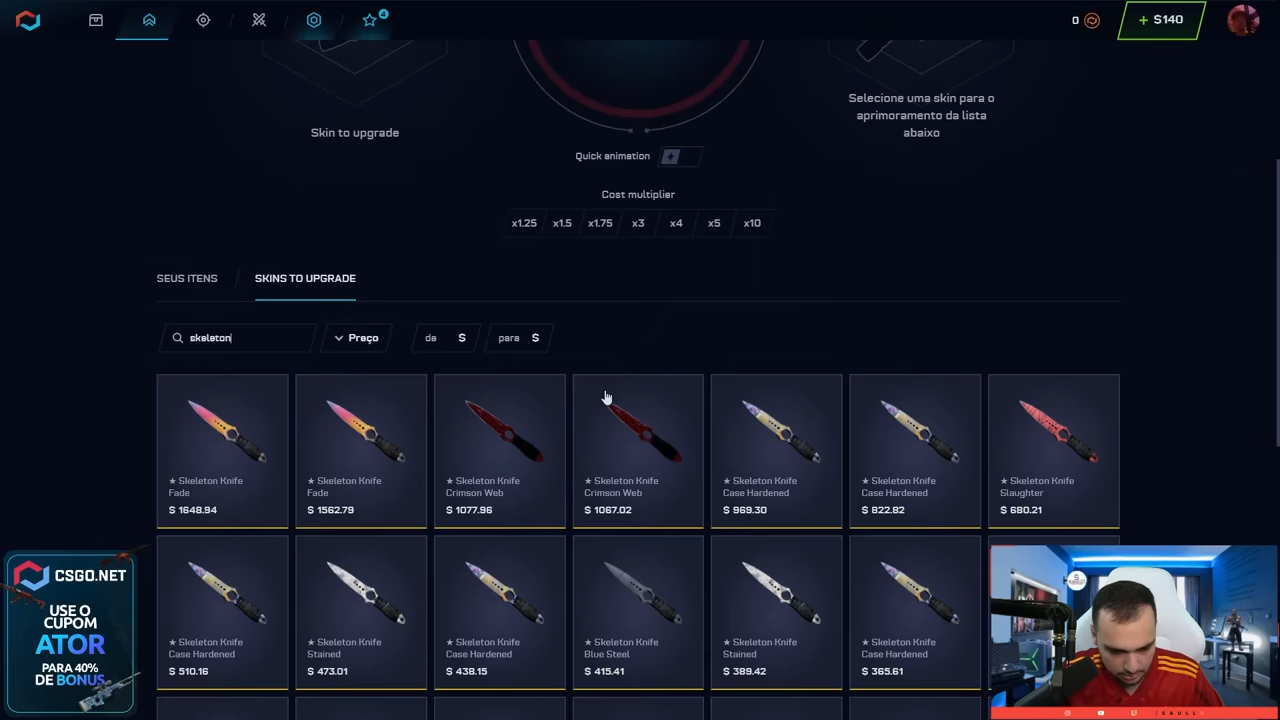 4
0
+ $140
Skin to upgrade
Selecione uma skin para o
aprimoramento da lista
abaixo
Quick animation
Cost multiplier
x1.25 x1.5 x1.75 x3 x4 x5 x10
SEUS ITENS / SKINS TO UPGRADE
skeleton
Preço
de $
para $
★ Skeleton Knife
Fade
$ 1648.94
★ Skeleton Knife
Fade
$ 1562.79
★ Skeleton Knife
Crimson Web
$ 1077.96
★ Skeleton Knife
Crimson Web
$ 1067.02
★ Skeleton Knife
Case Hardened
$ 969.30
★ Skeleton Knife
Case Hardened
$ 822.82
★ Skeleton Knife
Slaughter
$ 680.21
★ Skeleton Knife
Case Hardened
$ 510.16
★ Skeleton Knife
Stained
$ 473.01
★ Skeleton Knife
Case Hardened
$ 438.15
★ Skeleton Knife
Blue Steel
$ 415.41
★ Skeleton Knife
Stained
$ 389.42
★ Skeleton Knife
Case Hardened
$ 365.61
CSGO.NET
USE O
CUPOM
ATOR
PARA 40%
DE BONUS